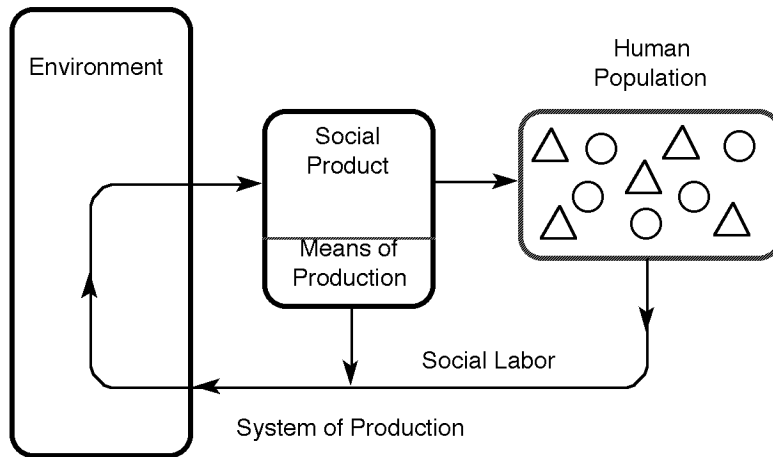 Environment
Human
Population
Social
Product
Means of
Production
Social Labor
System of Production